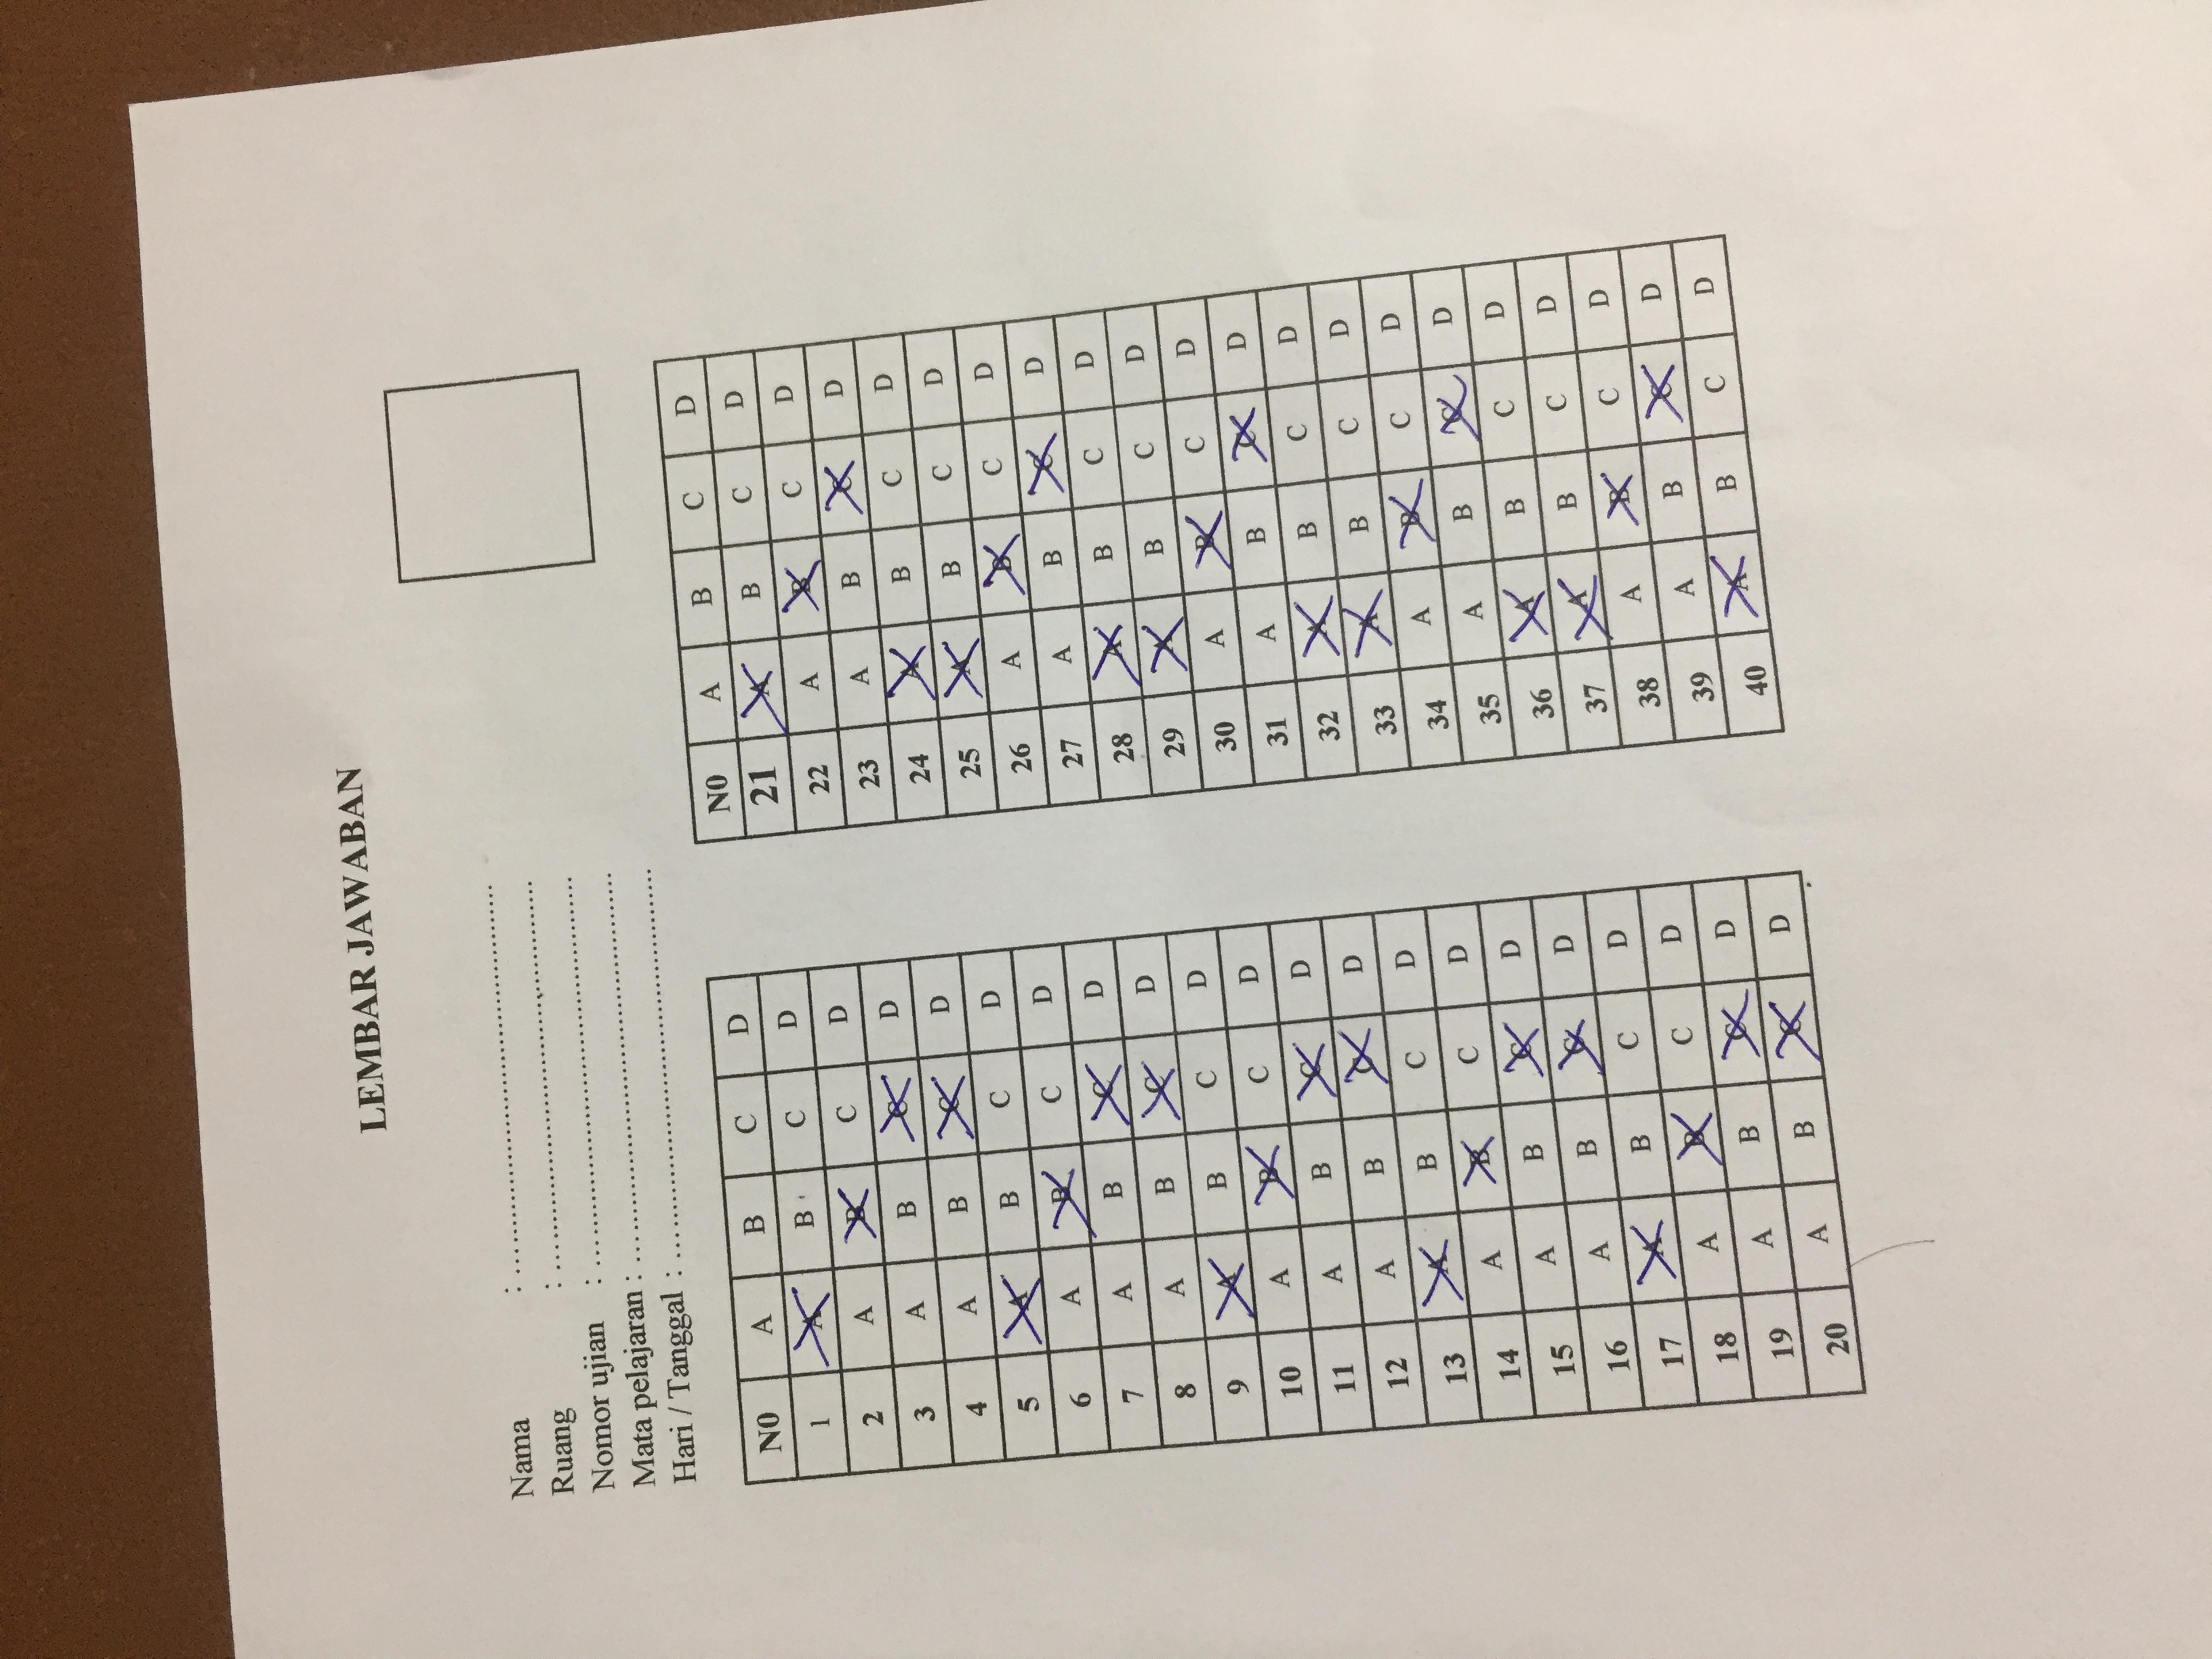 LEMBAR JAWABAN
Nama : ........................................................
Ruang : ........................................................
Nomor ujian : ........................................................
Mata pelajaran : ........................................................
Hari / Tanggal : ........................................................
N0 A B C D
1 A B C D
2 A B C D
3 A B C D
4 A B C D
5 A B C D
6 A B C D
7 A B C D
8 A B C D
9 A B C D
10 A B C D
11 A B C D
12 A B C D
13 A B C D
14 A B C D
15 A B C D
16 A B C D
17 A B C D
18 A B C D
19 A B C D
20 A B C D
N0 A B C D
21 A B C D
22 A B C D
23 A B C D
24 A B C D
25 A B C D
26 A B C D
27 A B C D
28 A B C D
29 A B C D
30 A B C D
31 A B C D
32 A B C D
33 A B C D
34 A B C D
35 A B C D
36 A B C D
37 A B C D
38 A B C D
39 A B C D
40 A B C D